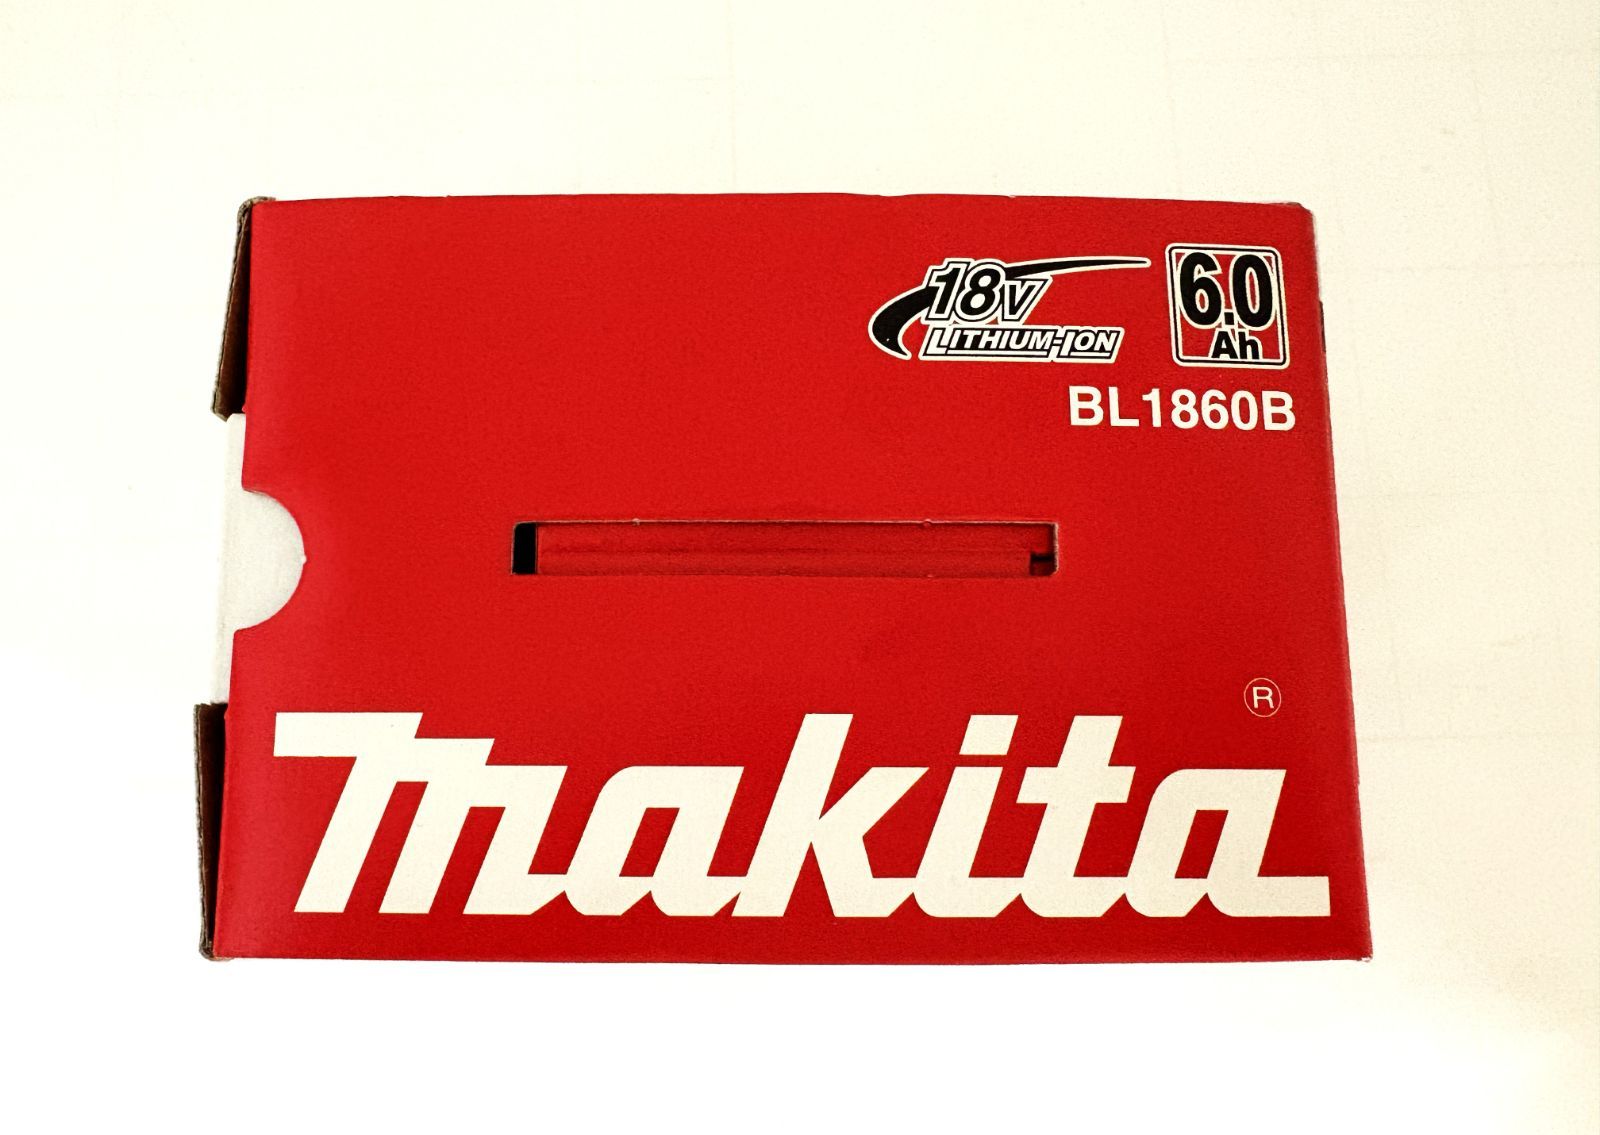 18V
LITHIUM-ION
6.0
Ah
BL1860B
makita®